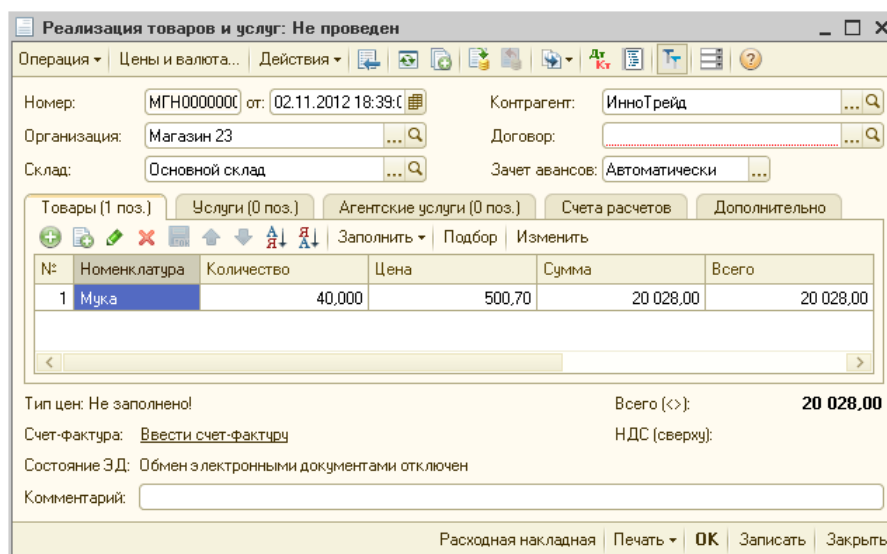 Реализация товаров и услуг: Не проведен
Операция Цены и валюта... Действия Дт Кт
Номер: МГН0000000 от: 02.11.2012 18:39:0 Контрагент: ИнноТрейд ...
Организация: Магазин 23 ... Договор: ...
Склад: Основной склад ... Зачет авансов: Автоматически ...
Товары (1 поз.) Услуги (0 поз.) Агентские услуги (0 поз.) Счета расчетов Дополнительно
Заполнить Подбор Изменить
№ Номенклатура Количество Цена Сумма Всего
1 Мука 40,000 500,70 20 028,00 20 028,00
Тип цен: Не заполнено! Всего (<>): 20 028,00
Счет-фактура: Ввести счет-фактуру НДС (сверху):
Состояние ЭД: Обмен электронными документами отключен
Комментарий:
Расходная накладная Печать OK Записать Закрыть